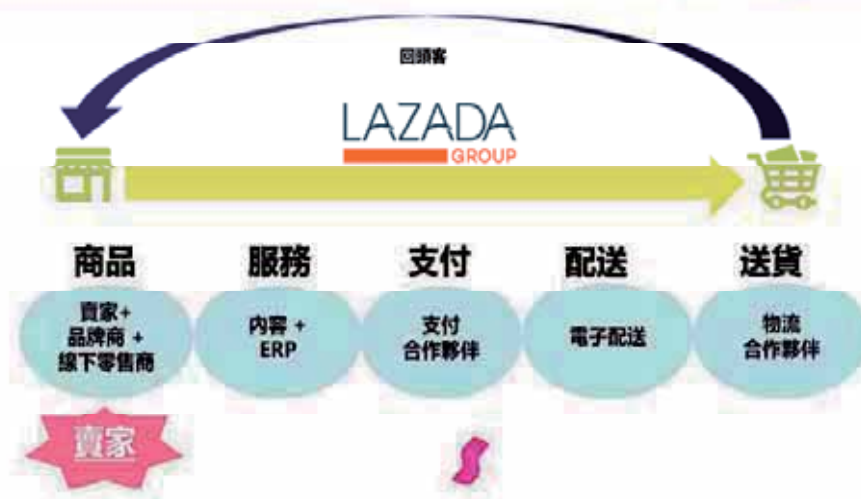 回頭客
LAZADA
GROUP
商品
服務
支付
配送
送貨
賣家+
品牌商 +
線下零售商
內容 +
ERP
支付
合作夥伴
電子配送
物流
合作夥伴
賣家